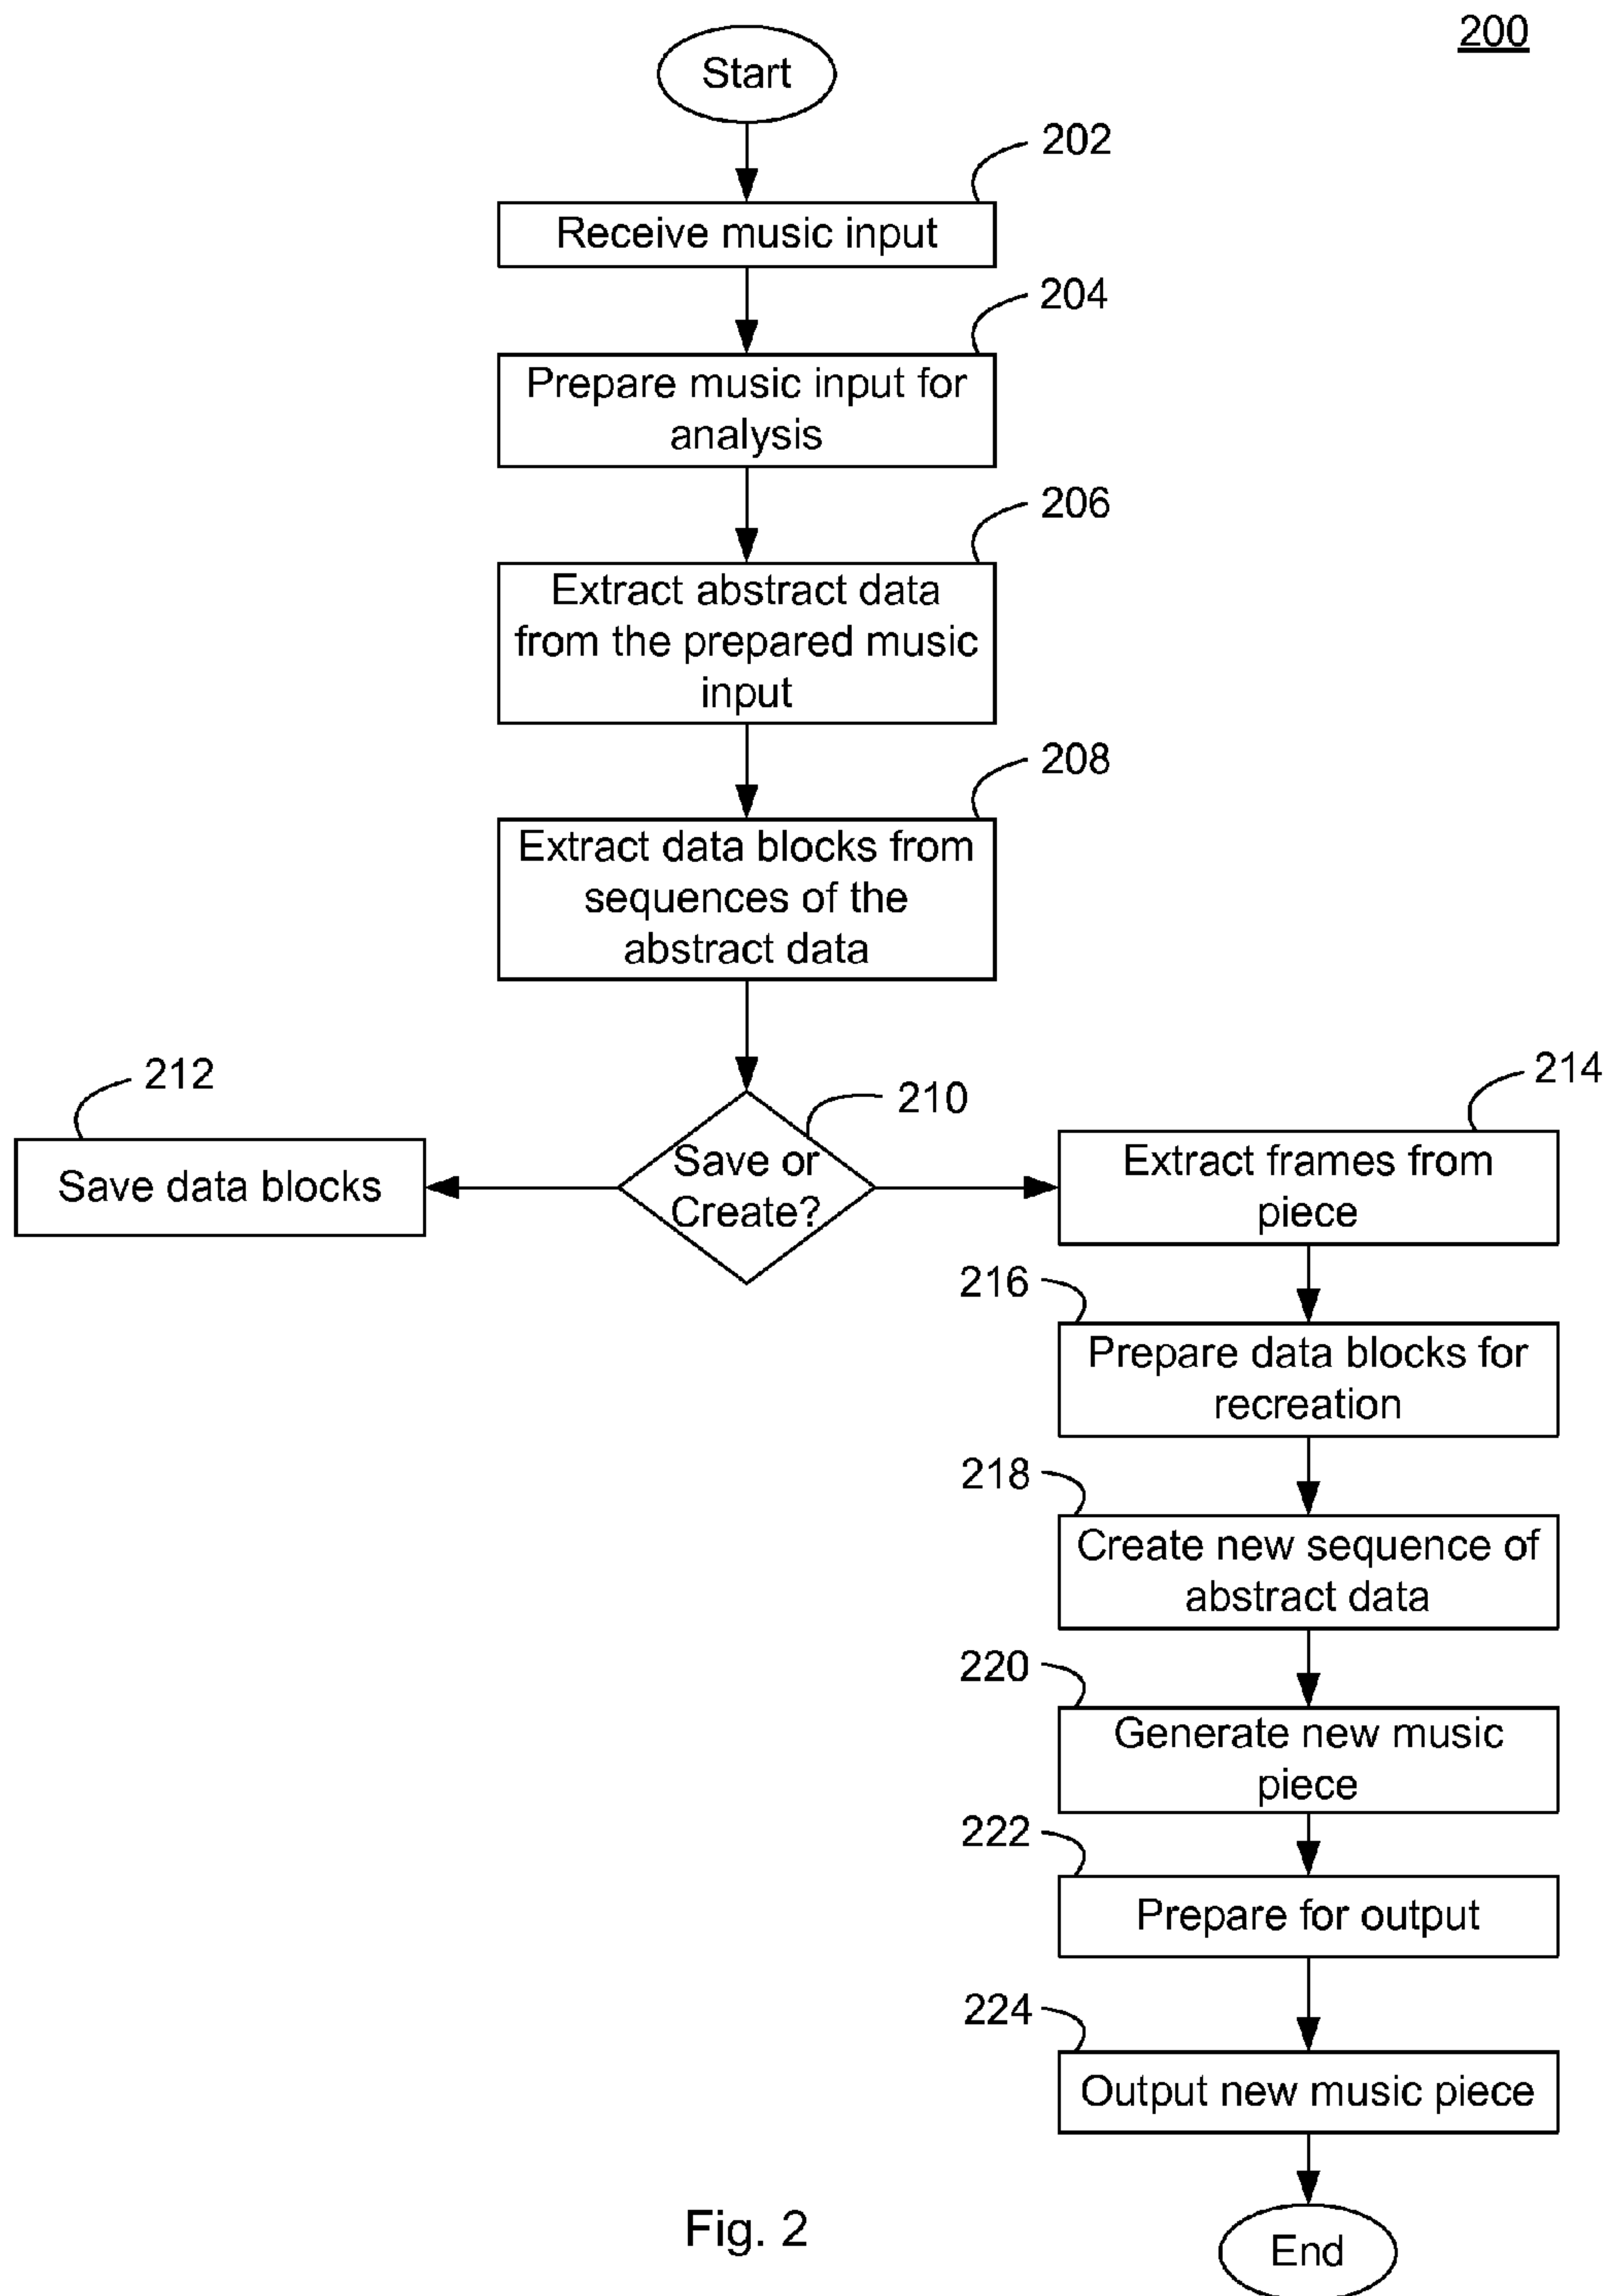 200
Start
202
Receive music input
204
Prepare music input for
analysis
206
Extract abstract data
from the prepared music
input
208
Extract data blocks from
sequences of the
abstract data
212
Save data blocks
210
Save or
Create?
214
Extract frames from
piece
216
Prepare data blocks for
recreation
218
Create new sequence of
abstract data
220
Generate new music
piece
222
Prepare for output
224
Output new music piece
End
Fig. 2